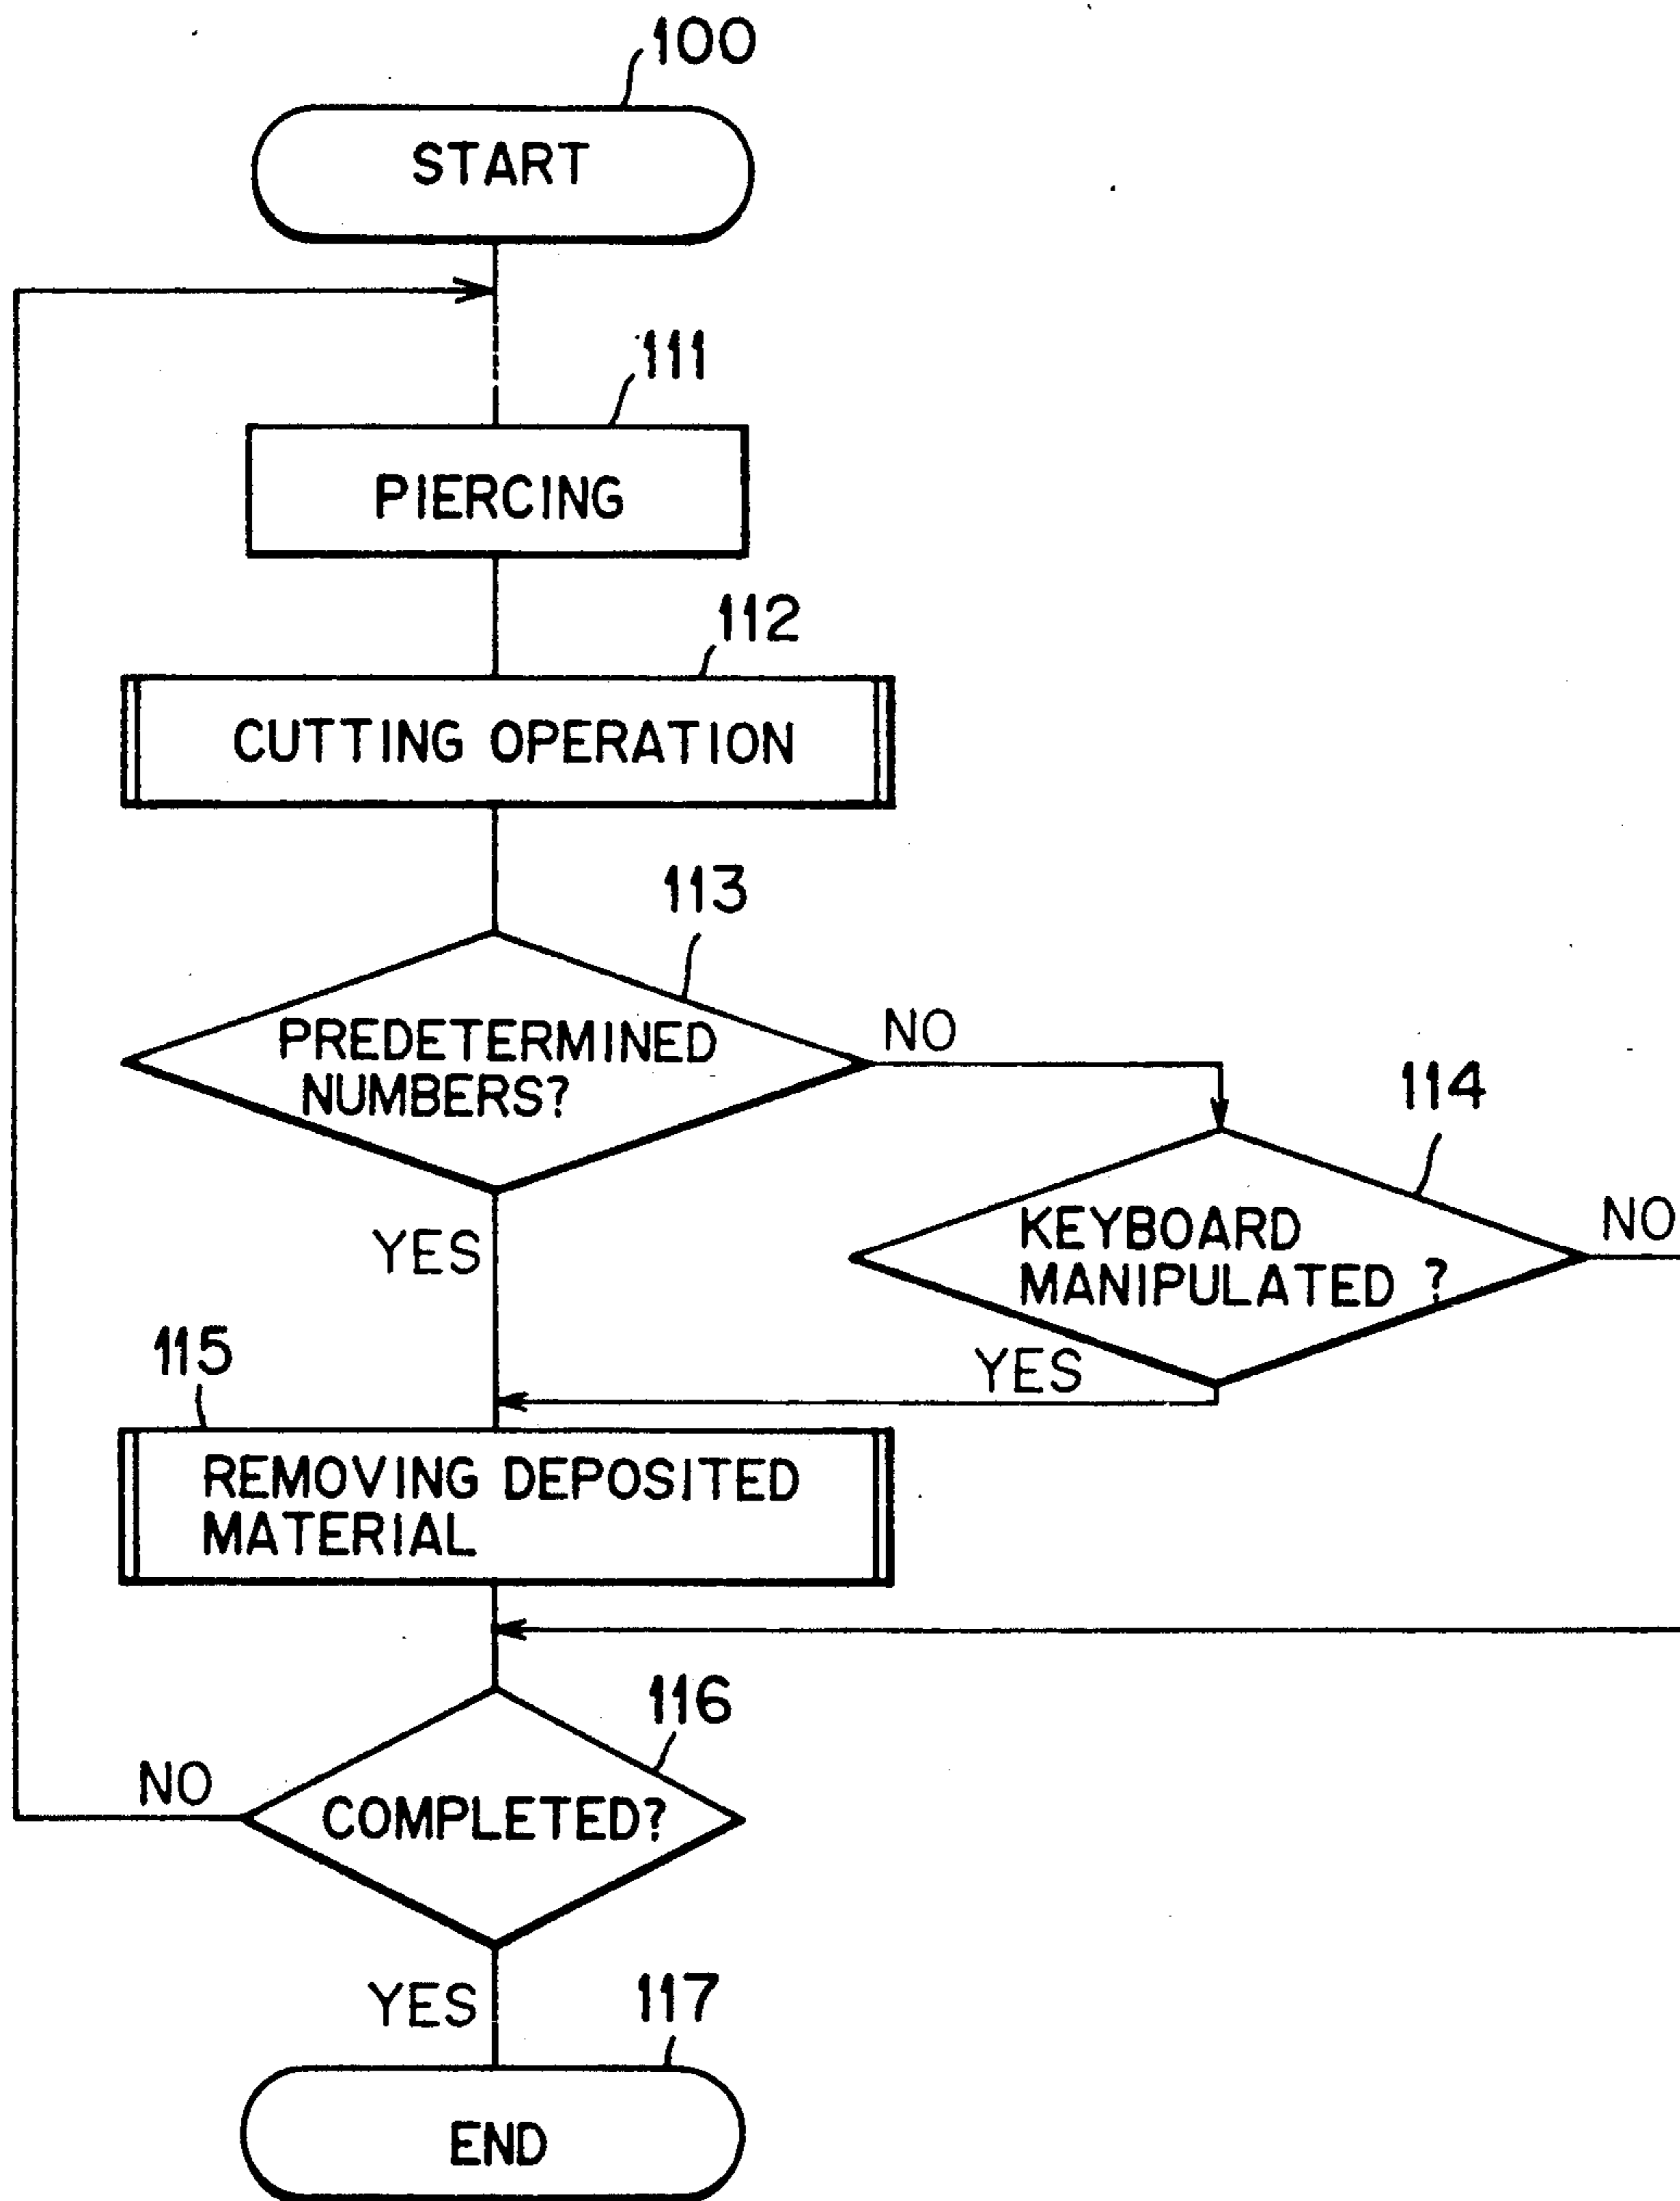 100
START
111
PIERCING
112
CUTTING OPERATION
113
PREDETERMINED
NUMBERS?
NO
114
KEYBOARD
MANIPULATED ?
NO
YES
YES
115
REMOVING DEPOSITED
MATERIAL
116
COMPLETED?
NO
YES
117
END